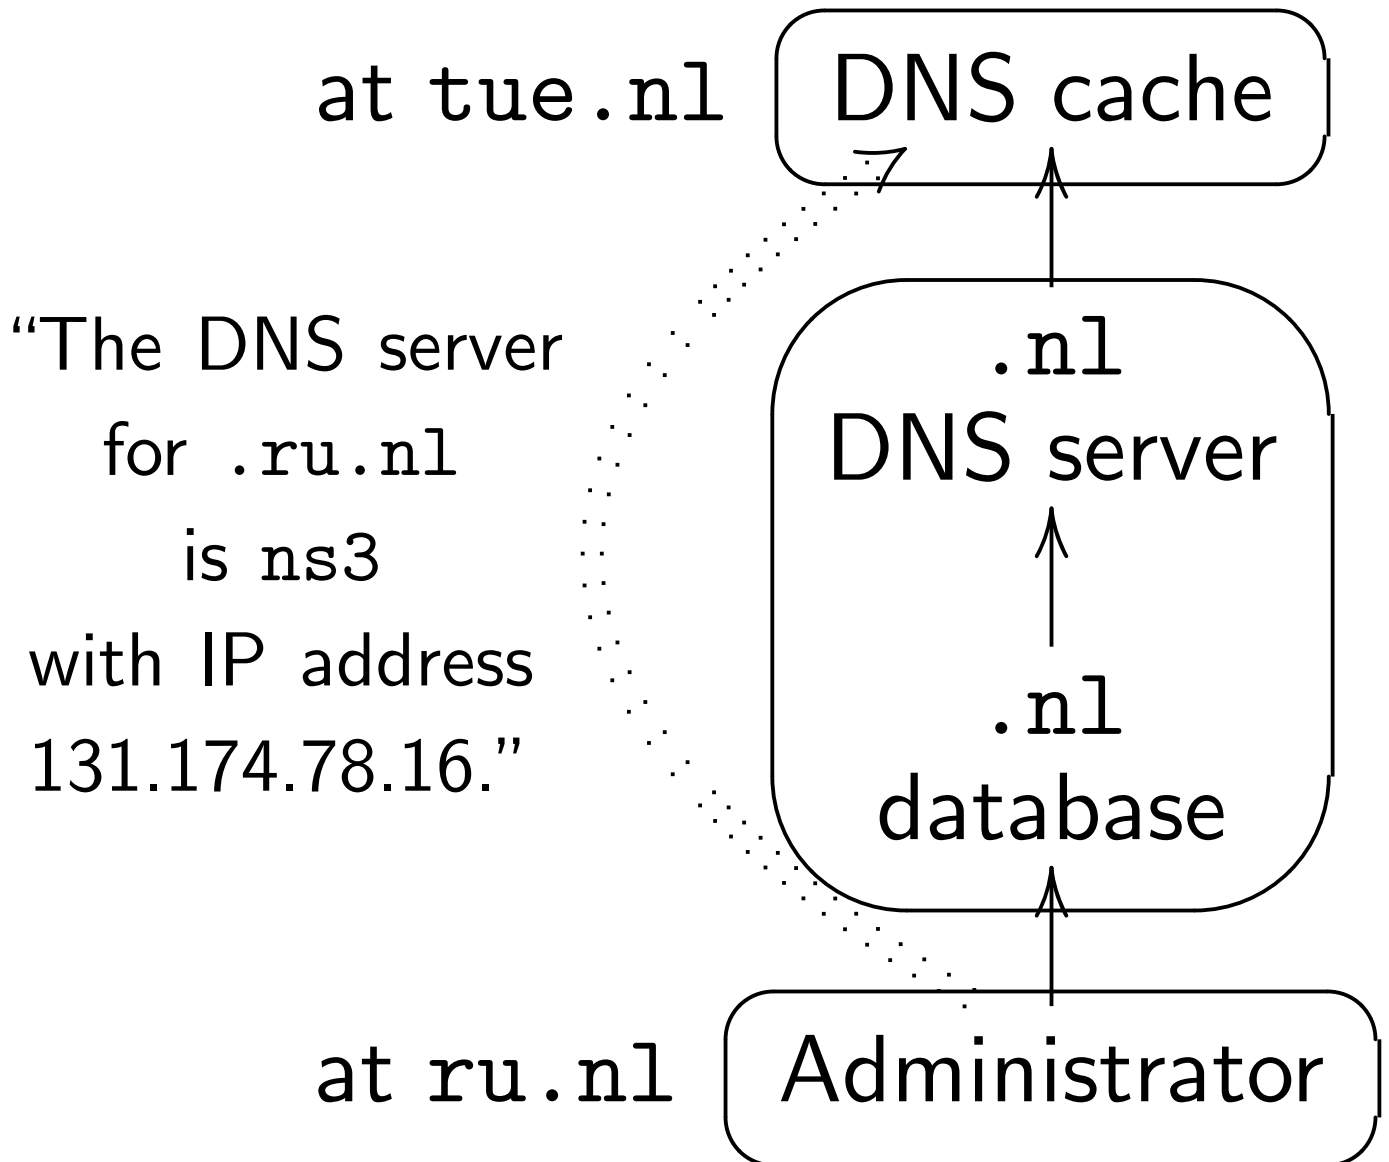 at tue.nl DNS cache
“The DNS server
for .ru.nl
is ns3
with IP address
131.174.78.16.”
.nl
DNS server
.nl
database
at ru.nl Administrator